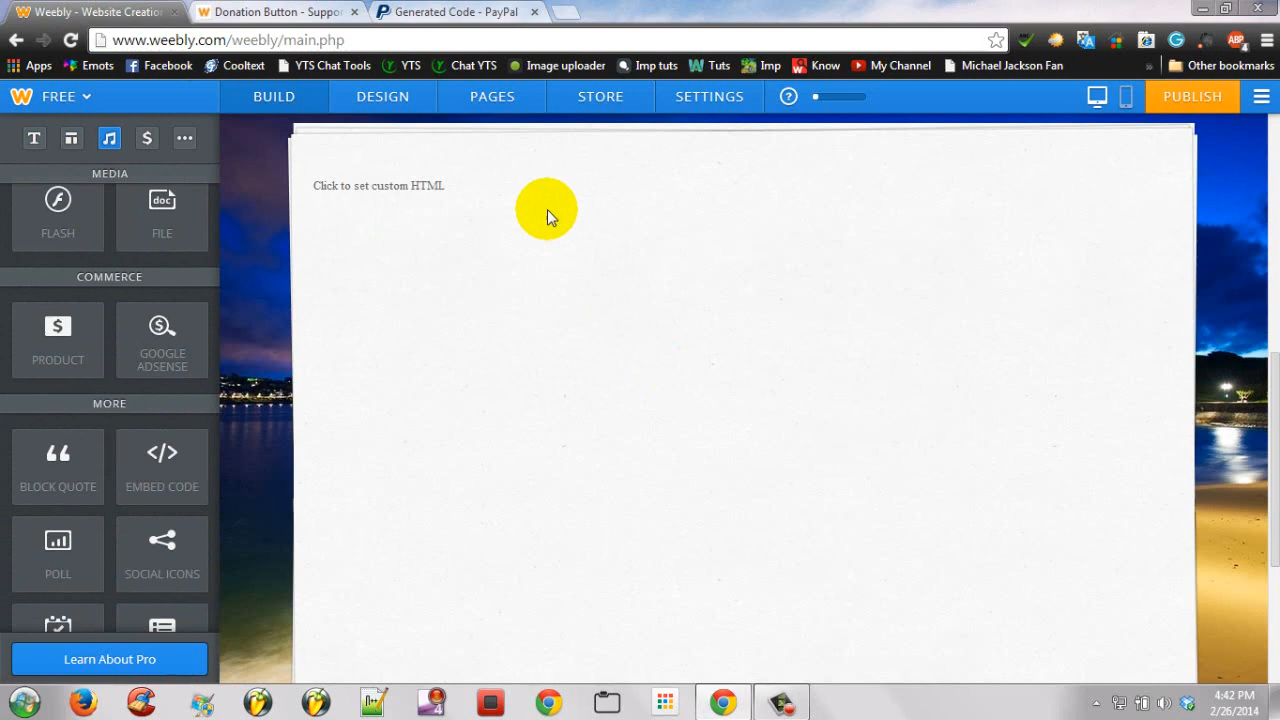 Weebly - Website Creation
Donation Button - Suppo
Generated Code - PayPal
www.weebly.com/weebly/main.php
Apps
Emots
Facebook
Cooltext
YTS Chat Tools
YTS
Chat YTS
Image uploader
Imp tuts
Tuts
Imp
Know
My Channel
Michael Jackson Fan
»
Other bookmarks
FREE
BUILD
DESIGN
PAGES
STORE
SETTINGS
?
PUBLISH
MEDIA
FLASH
doc
FILE
COMMERCE
PRODUCT
GOOGLE
ADSENSE
MORE
BLOCK QUOTE
EMBED CODE
POLL
SOCIAL ICONS
Learn About Pro
Click to set custom HTML
4:42 PM
2/26/2014